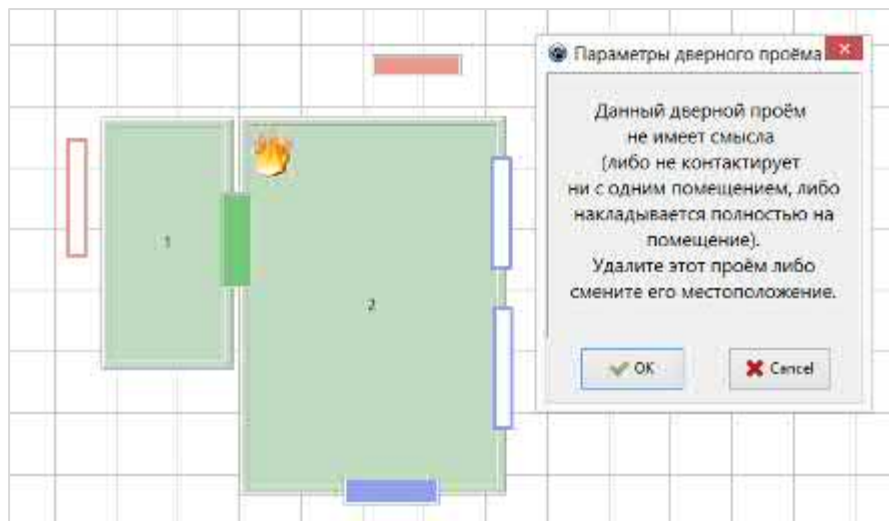 Параметры дверного проёма
Данный дверной проём
не имеет смысла
(либо не контактирует
ни с одним помещением, либо
накладывается полностью на
помещение).
Удалите этот проём либо
смените его местоположение.
OK
Cancel
1
2